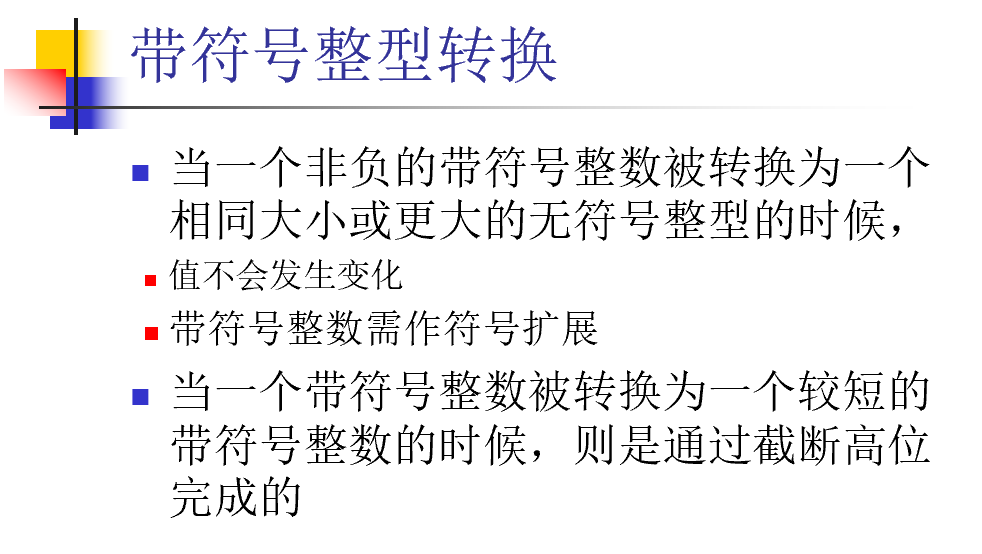 带符号整型转换
当一个非负的带符号整数被转换为一个
相同大小或更大的无符号整型的时候，
值不会发生变化
带符号整数需作符号扩展
当一个带符号整数被转换为一个较短的
带符号整数的时候，则是通过截断高位
完成的